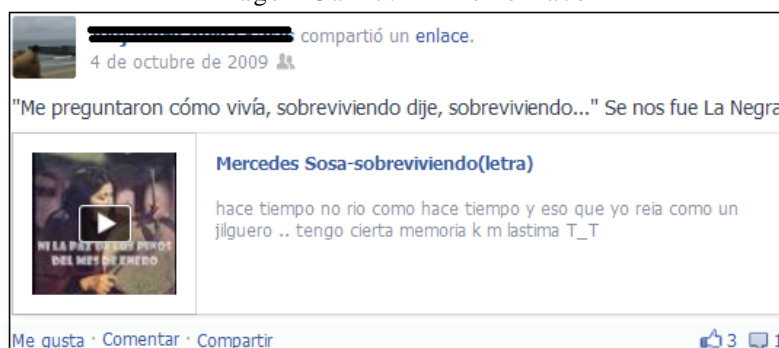 compartió un enlace.
4 de octubre de 2009
"Me preguntaron cómo vivía, sobreviviendo dije, sobreviviendo..." Se nos fue La Negra
Mercedes Sosa-sobreviviendo(letra)
hace tiempo no rio como hace tiempo y eso que yo reia como un
jilguero .. tengo cierta memoria k m lastima T_T
NI LA PAZ DE LOS PINOS
DEL MES DE ENERO
Me gusta · Comentar · Compartir
3 1